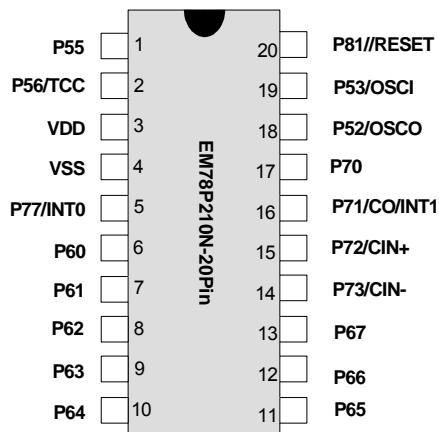 P55 1 20 P81//RESET
P56/TCC 2 19 P53/OSCI
VDD 3 18 P52/OSCO
VSS 4 17 P70
P77/INT0 5 16 P71/CO/INT1
P60 6 15 P72/CIN+
P61 7 14 P73/CIN-
P62 8 13 P67
P63 9 12 P66
P64 10 11 P65
EM78P210N-20Pin